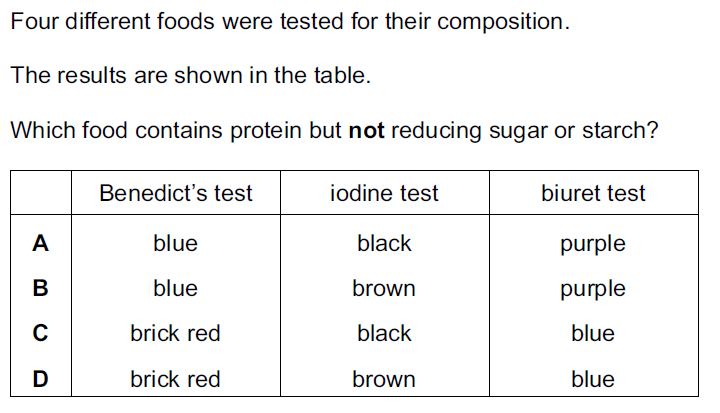 Four different foods were tested for their composition.
The results are shown in the table.
Which food contains protein but not reducing sugar or starch?
Benedict's test iodine test biuret test
A blue black purple
B blue brown purple
C brick red black blue
D brick red brown blue